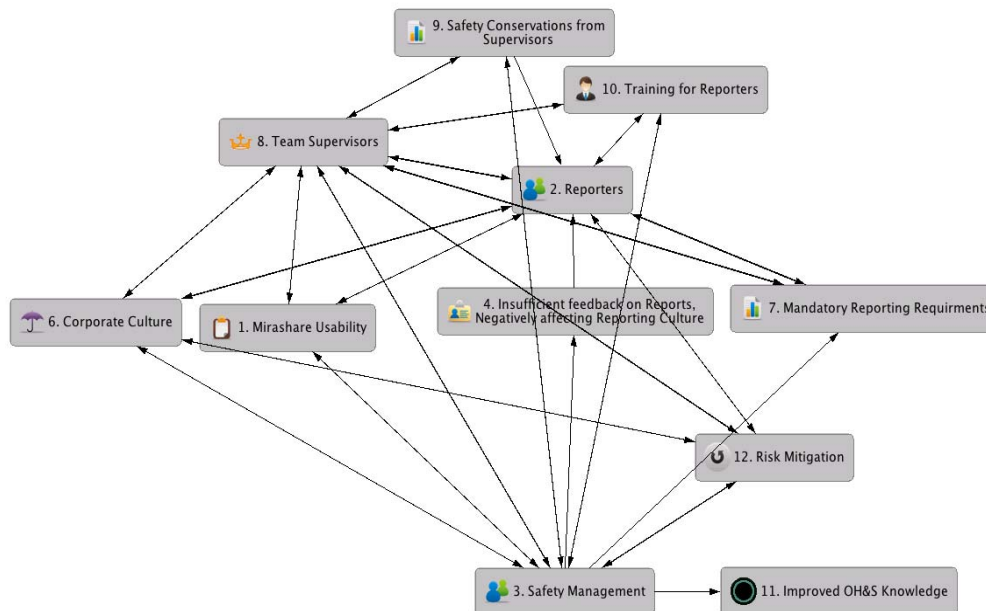 9. Safety Conservations from
Supervisors
10. Training for Reporters
8. Team Supervisors
2. Reporters
6. Corporate Culture
1. Mirashare Usability
4. Insufficient feedback on Reports,
Negatively affecting Reporting Culture
7. Mandatory Reporting Requirments
12. Risk Mitigation
3. Safety Management
11. Improved OH&S Knowledge